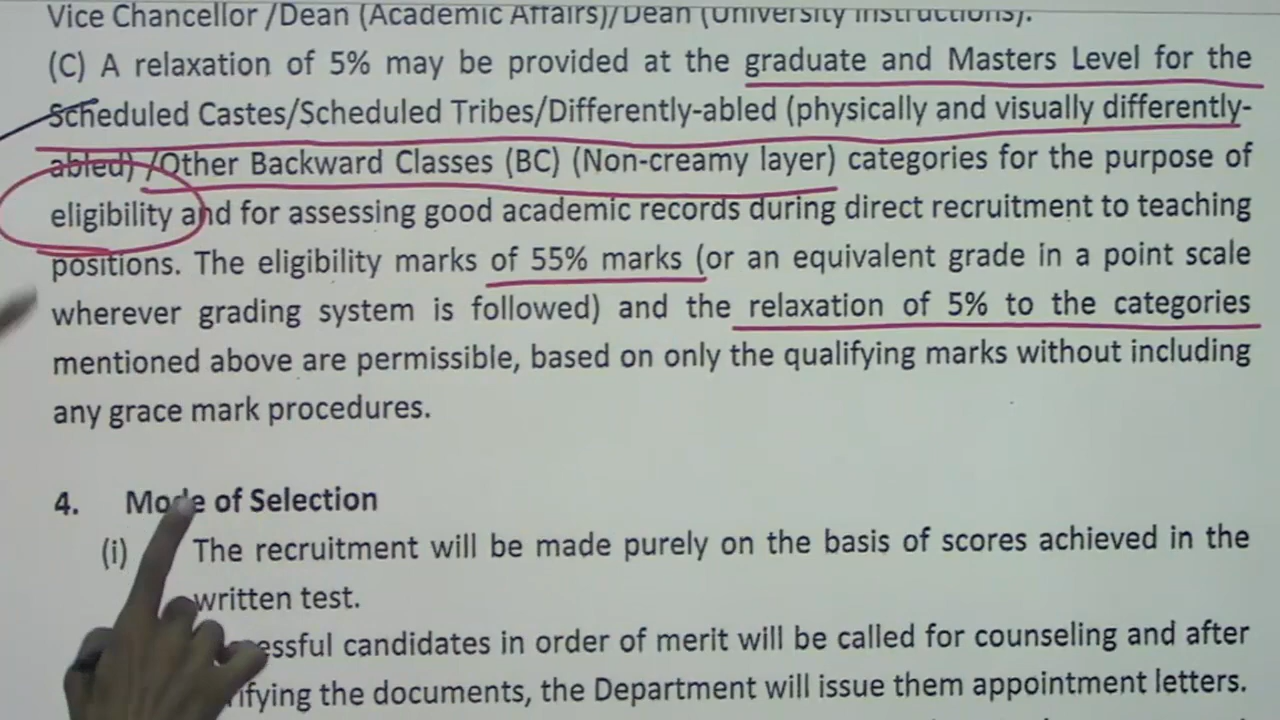 Vice Chancellor /Dean (Academic Affairs)/Dean (University Instructions).
(C) A relaxation of 5% may be provided at the graduate and Masters Level for the
Scheduled Castes/Scheduled Tribes/Differently-abled (physically and visually differently-
abled) /Other Backward Classes (BC) (Non-creamy layer) categories for the purpose of
eligibility and for assessing good academic records during direct recruitment to teaching
positions. The eligibility marks of 55% marks (or an equivalent grade in a point scale
wherever grading system is followed) and the relaxation of 5% to the categories
mentioned above are permissible, based on only the qualifying marks without including
any grace mark procedures.
4. Mode of Selection
(i) The recruitment will be made purely on the basis of scores achieved in the
written test.
essful candidates in order of merit will be called for counseling and after
ifying the documents, the Department will issue them appointment letters.